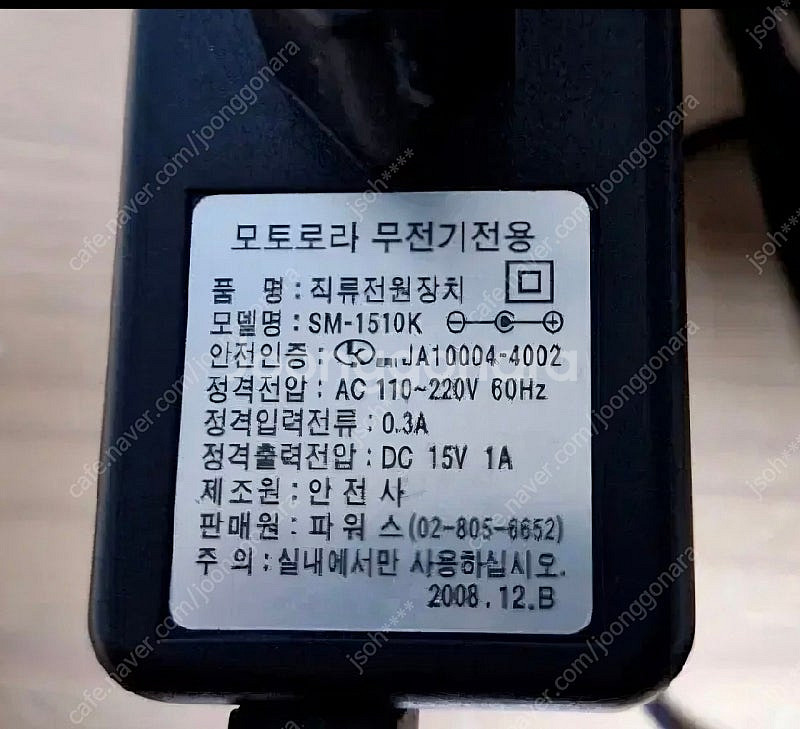 모토로라 무전기전용
품 명 : 직류전원장치
모델명 : SM-1510K
안전인증 : JA10004-4002
정격전압 : AC 110~220V 60Hz
정격입력전류 : 0.3A
정격출력전압 : DC 15V 1A
제조원 : 안전사
판매원 : 파워스(02-805-6652)
주 의 : 실내에서만 사용하십시오.
2008.12.B
joonggonara
cafe.naver.com/joonggonara
jsoh****